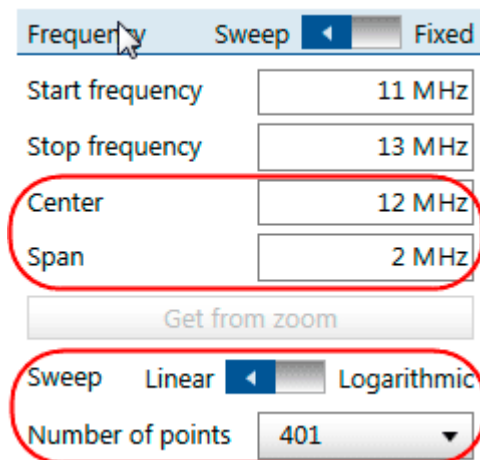 Frequency Sweep Fixed
Start frequency 11 MHz
Stop frequency 13 MHz
Center 12 MHz
Span 2 MHz
Get from zoom
Sweep Linear Logarithmic
Number of points 401